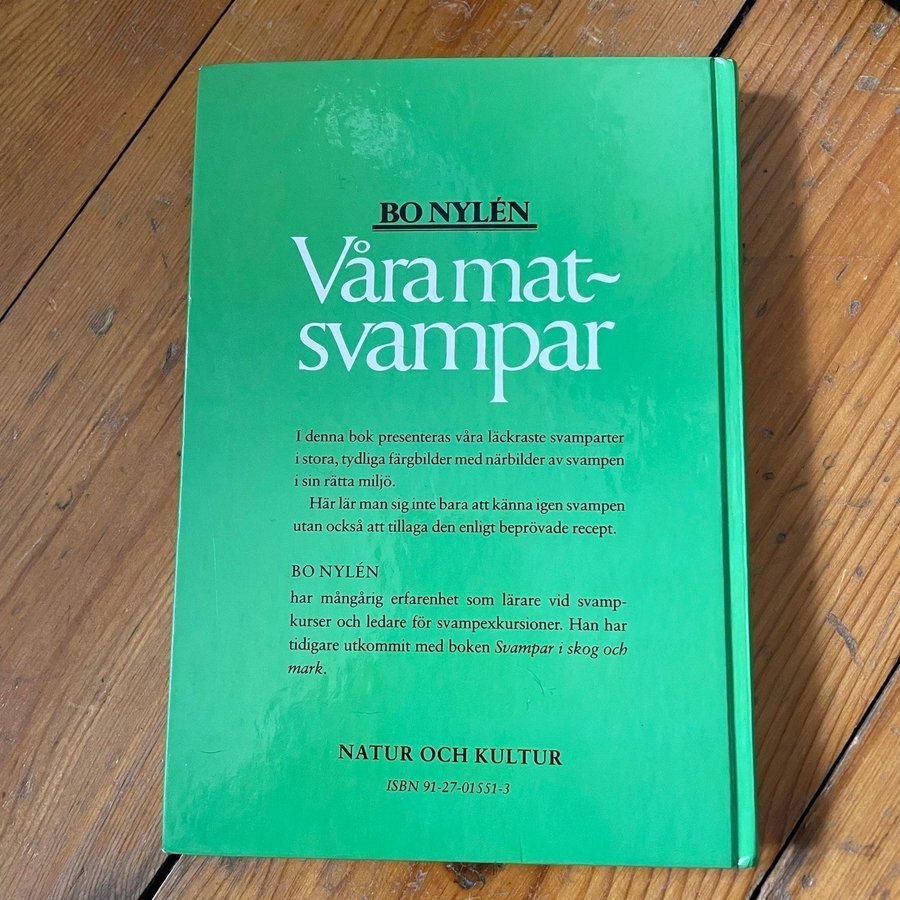 BO NYLÉN
Våra mat-
svampar
I denna bok presenteras våra läckraste svamparter
i stora, tydliga färgbilder med närbilder av svampen
i sin rätta miljö.
Här lär man sig inte bara att känna igen svampen
utan också att tillaga den enligt beprövade recept.
BO NYLÉN
har mångårig erfarenhet som lärare vid svamp-
kurser och ledare för svampexkursioner. Han har
tidigare utkommit med boken Svampar i skog och
mark.
NATUR OCH KULTUR
ISBN 91-27-01551-3